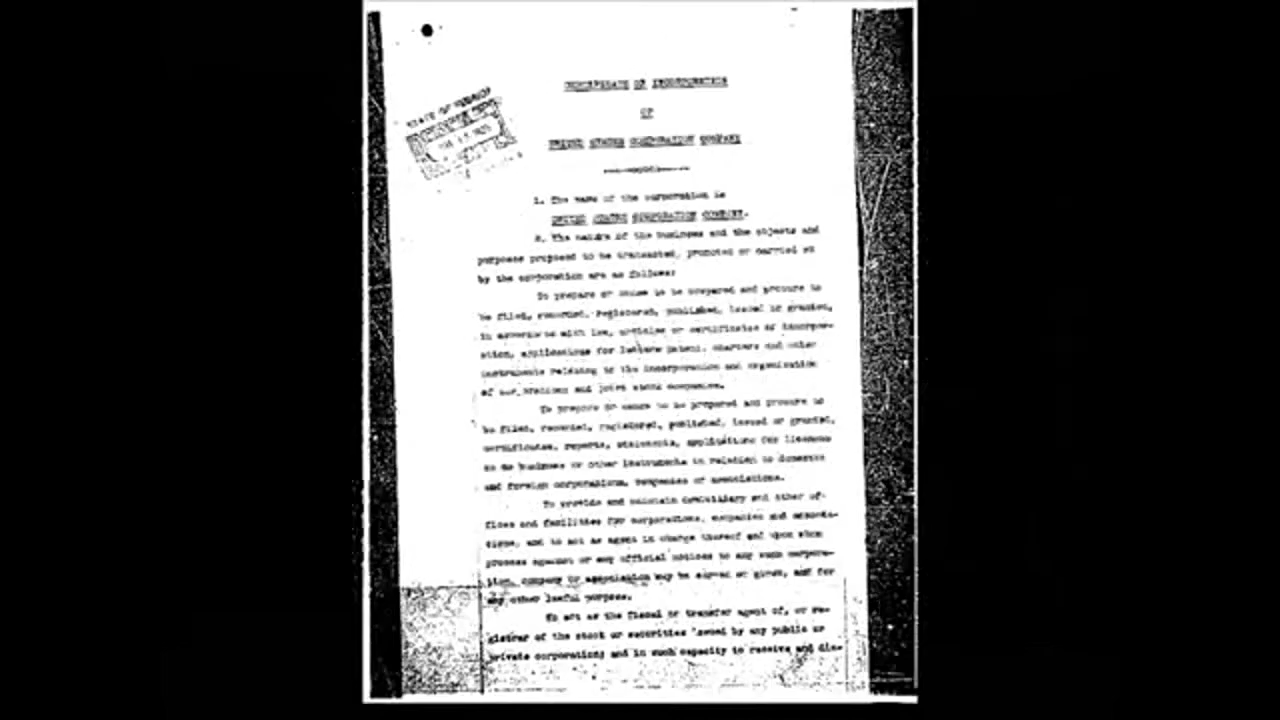 CERTIFICATE OF INCORPORATION
OF
UNITED STATES CORPORATION COMPANY
1. The name of the corporation is
UNITED STATES CORPORATION COMPANY.
2. The nature of the business and the objects and
purposes proposed to be transacted, promoted or carried on
by the corporation are as follows:
To prepare or cause to be prepared and procure to
be filed, recorded, registered, published, issued or granted,
in accordance with law, articles or certificates of incorpor-
ation, applications for letters patent, charters and other
instruments relating to the incorporation and organization
of corporations and joint stock companies.
To prepare or cause to be prepared and procure to
be filed, recorded, registered, published, issued or granted,
certificates, reports, statements, applications for licenses
to do business or other instruments in relation to domestic
and foreign corporations, companies or associations.
To provide and maintain domiciliary and other of-
fices and facilities for corporations, companies and associa-
tions, and to act as agent in charge thereof and upon whom
process against or any official notices to any such corpora-
tion, company or association may be served or given, and for
any other lawful purpose.
To act as the fiscal or transfer agent of, or re-
gistrar of the stock or securities issued by any public or
private corporation; and in such capacity to receive and dis-
STATE OF